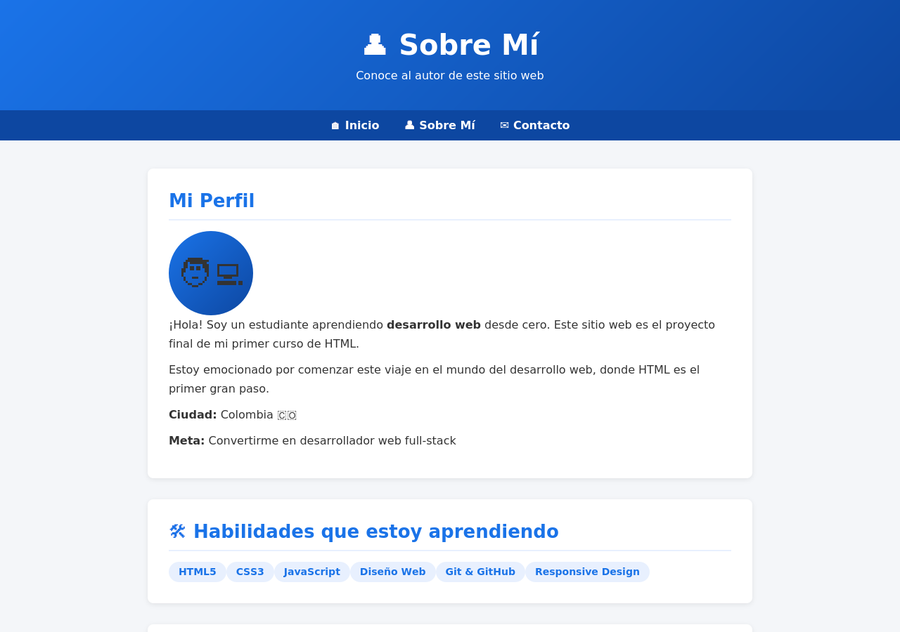 👤 Sobre Mí
Conoce al autor de este sitio web
🏠 Inicio 👤 Sobre Mí ✉ Contacto
Mi Perfil
¡Hola! Soy un estudiante aprendiendo desarrollo web desde cero. Este sitio web es el proyecto
final de mi primer curso de HTML.
Estoy emocionado por comenzar este viaje en el mundo del desarrollo web, donde HTML es el
primer gran paso.
Ciudad: Colombia 🇨🇴
Meta: Convertirme en desarrollador web full-stack
🛠 Habilidades que estoy aprendiendo
HTML5 CSS3 JavaScript Diseño Web Git & GitHub Responsive Design